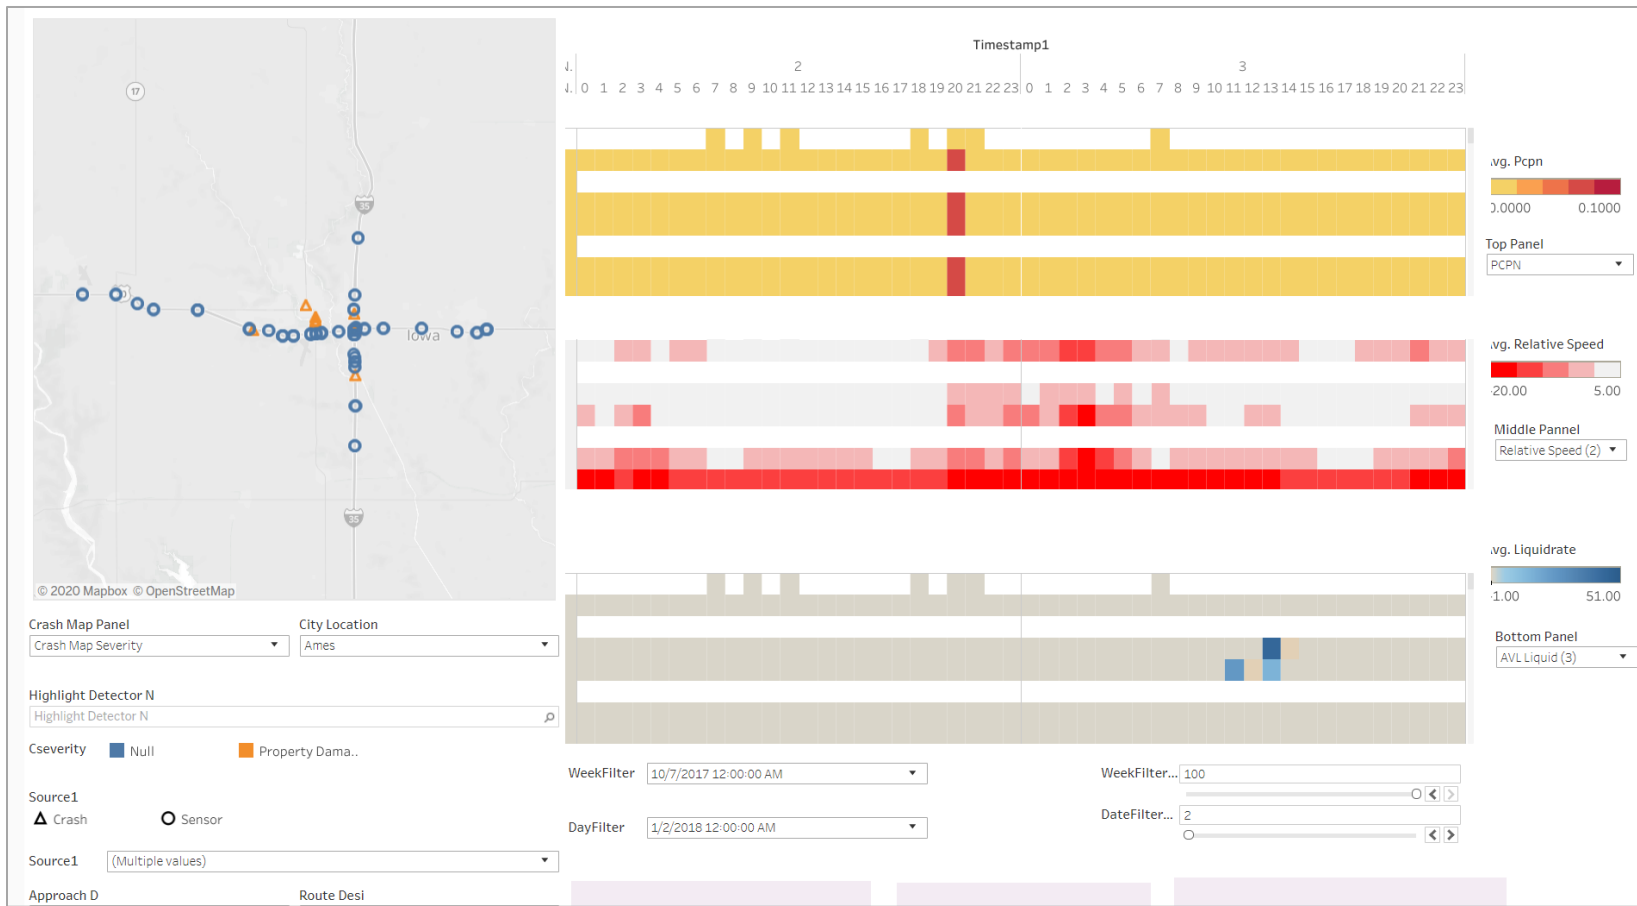 Timestamp1
N. 2 3
N. 0 1 2 3 4 5 6 7 8 9 10 11 12 13 14 15 16 17 18 19 20 21 22 23 0 1 2 3 4 5 6 7 8 9 10 11 12 13 14 15 16 17 18 19 20 21 22 23
17
35
Iowa
35
© 2020 Mapbox © OpenStreetMap
Avg. Pcpn
0.0000 0.1000
Top Panel
PCPN
Avg. Relative Speed
20.00 5.00
Middle Pannel
Relative Speed (2)
Avg. Liquidrate
-1.00 51.00
Bottom Panel
AVL Liquid (3)
Crash Map Panel City Location
Crash Map Severity Ames
Highlight Detector N
Highlight Detector N
Cseverity Null Property Dama..
Source1
Crash Sensor
Source1 (Multiple values)
Approach D Route Desi
WeekFilter 10/7/2017 12:00:00 AM WeekFilter... 100
DayFilter 1/2/2018 12:00:00 AM DateFilter... 2